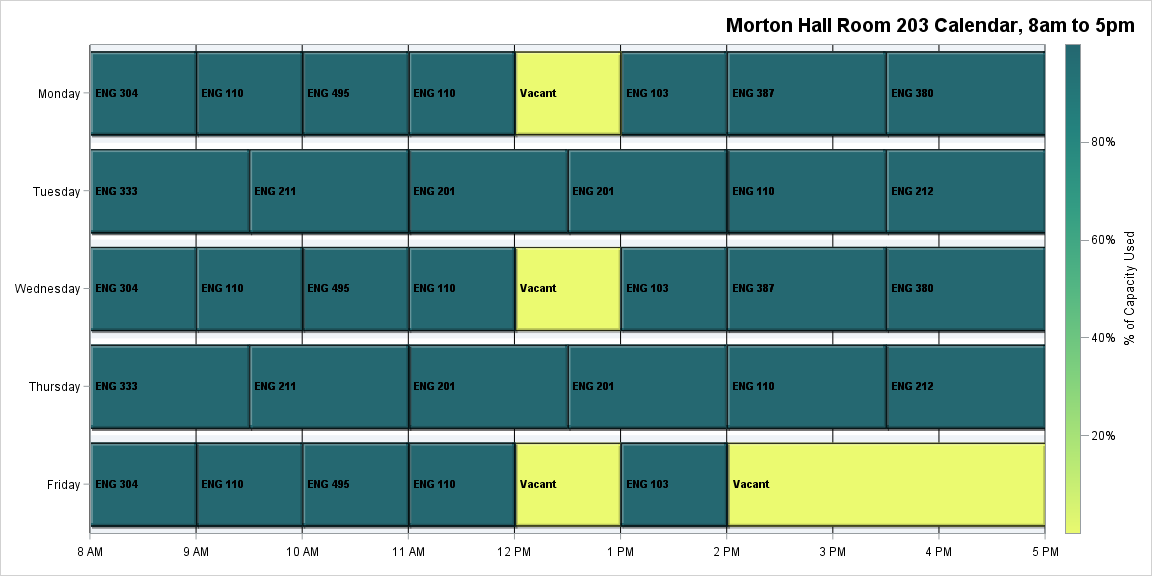 Morton Hall Room 203 Calendar, 8am to 5pm
Monday ENG 304 ENG 110 ENG 495 ENG 110 Vacant ENG 103 ENG 387 ENG 380
80%
Tuesday ENG 333 ENG 211 ENG 201 ENG 201 ENG 110 ENG 212
60%
% of Capacity Used
Wednesday ENG 304 ENG 110 ENG 495 ENG 110 Vacant ENG 103 ENG 387 ENG 380
40%
Thursday ENG 333 ENG 211 ENG 201 ENG 201 ENG 110 ENG 212
20%
Friday ENG 304 ENG 110 ENG 495 ENG 110 Vacant ENG 103 Vacant
8 AM 9 AM 10 AM 11 AM 12 PM 1 PM 2 PM 3 PM 4 PM 5 PM